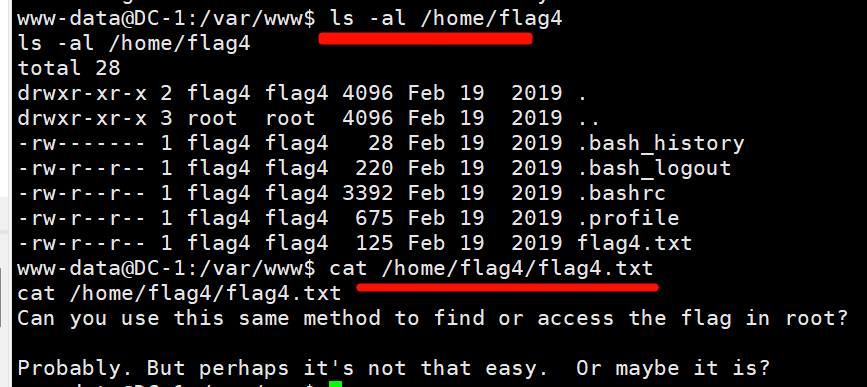 www-data@DC-1:/var/www$ ls -al /home/flag4
ls -al /home/flag4
total 28
drwxr-xr-x 2 flag4 flag4 4096 Feb 19  2019 .
drwxr-xr-x 3 root  root  4096 Feb 19  2019 ..
-rw------- 1 flag4 flag4   28 Feb 19  2019 .bash_history
-rw-r--r-- 1 flag4 flag4  220 Feb 19  2019 .bash_logout
-rw-r--r-- 1 flag4 flag4 3392 Feb 19  2019 .bashrc
-rw-r--r-- 1 flag4 flag4  675 Feb 19  2019 .profile
-rw-r--r-- 1 flag4 flag4  125 Feb 19  2019 flag4.txt
www-data@DC-1:/var/www$ cat /home/flag4/flag4.txt
cat /home/flag4/flag4.txt
Can you use this same method to find or access the flag in root?
Probably. But perhaps it's not that easy.  Or maybe it is?